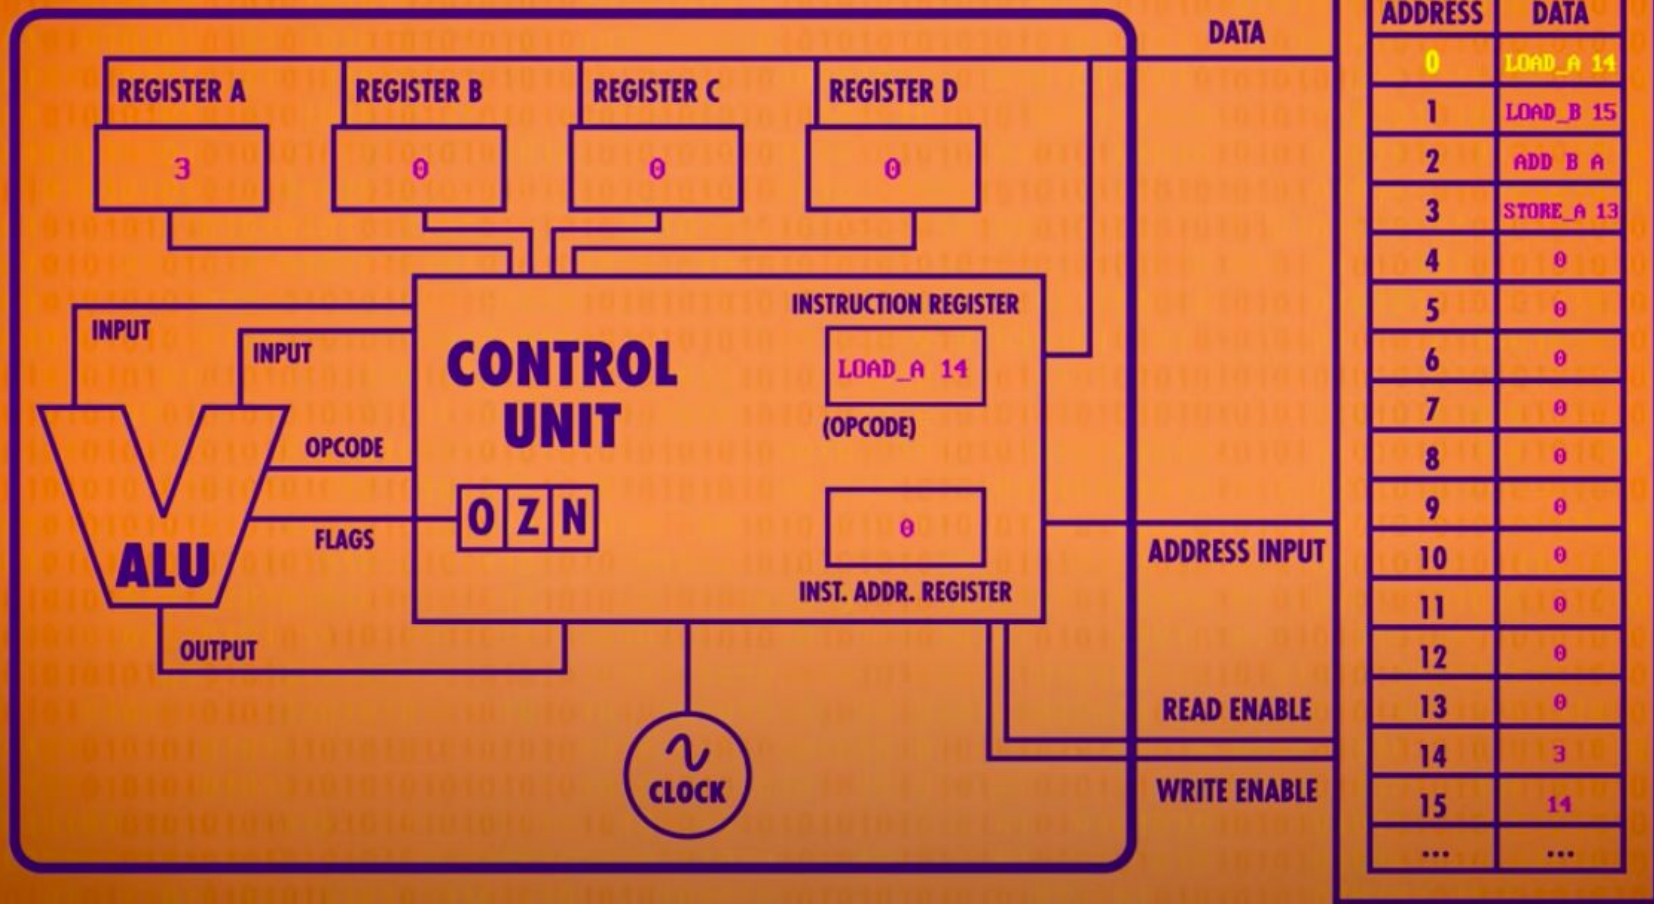 DATA
REGISTER A
REGISTER B
REGISTER C
REGISTER D
3
0
0
0
INPUT
INPUT
OPCODE
FLAGS
ALU
OUTPUT
CONTROL
UNIT
O Z N
INSTRUCTION REGISTER
LOAD_A 14
(OPCODE)
0
INST. ADDR. REGISTER
CLOCK
ADDRESS INPUT
READ ENABLE
WRITE ENABLE
ADDRESS DATA
0 LOAD_A 14
1 LOAD_B 15
2 ADD B A
3 STORE_A 13
4 0
5 0
6 0
7 0
8 0
9 0
10 0
11 0
12 0
13 0
14 3
15 14
... ...